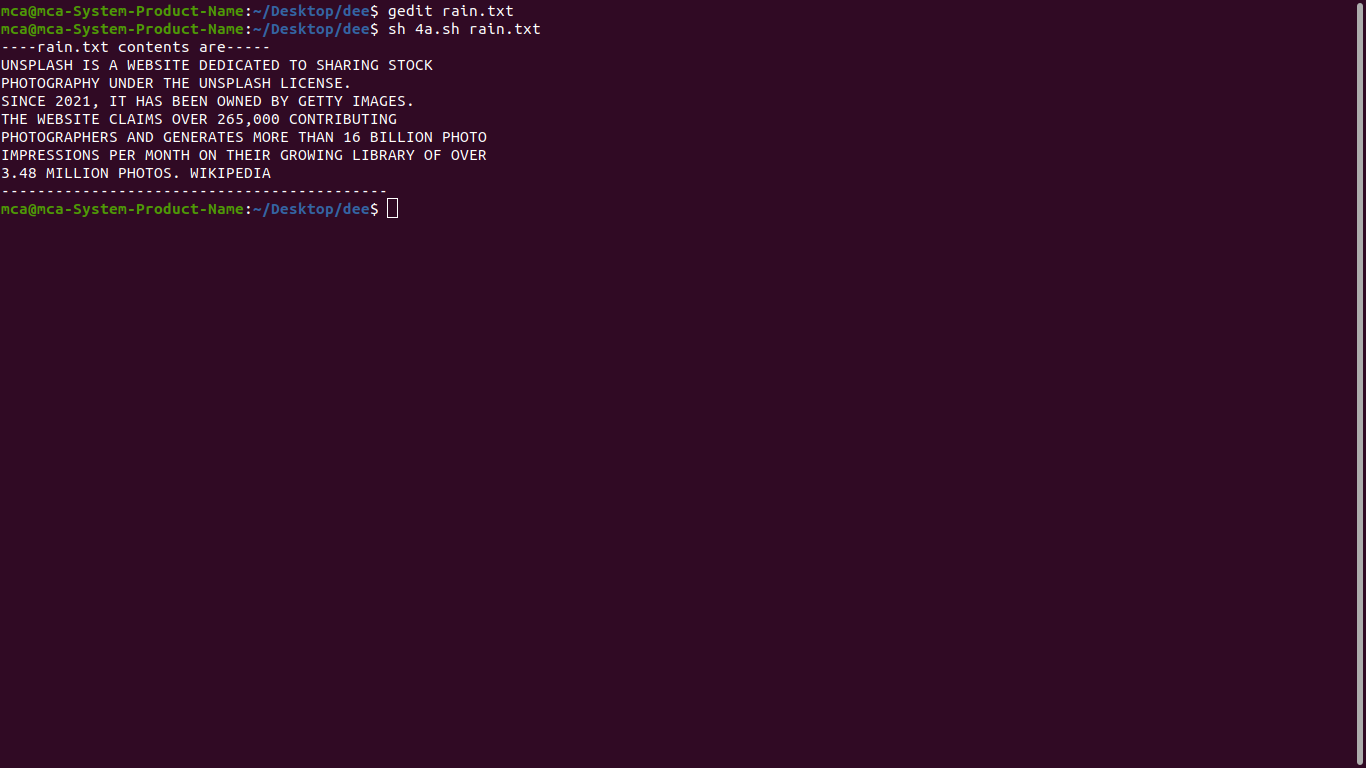 mca@mca-System-Product-Name:~/Desktop/dee$ gedit rain.txt
mca@mca-System-Product-Name:~/Desktop/dee$ sh 4a.sh rain.txt
----rain.txt contents are-----
UNSPLASH IS A WEBSITE DEDICATED TO SHARING STOCK
PHOTOGRAPHY UNDER THE UNSPLASH LICENSE.
SINCE 2021, IT HAS BEEN OWNED BY GETTY IMAGES.
THE WEBSITE CLAIMS OVER 265,000 CONTRIBUTING
PHOTOGRAPHERS AND GENERATES MORE THAN 16 BILLION PHOTO
IMPRESSIONS PER MONTH ON THEIR GROWING LIBRARY OF OVER
3.48 MILLION PHOTOS. WIKIPEDIA
-------------------------------------------
mca@mca-System-Product-Name:~/Desktop/dee$